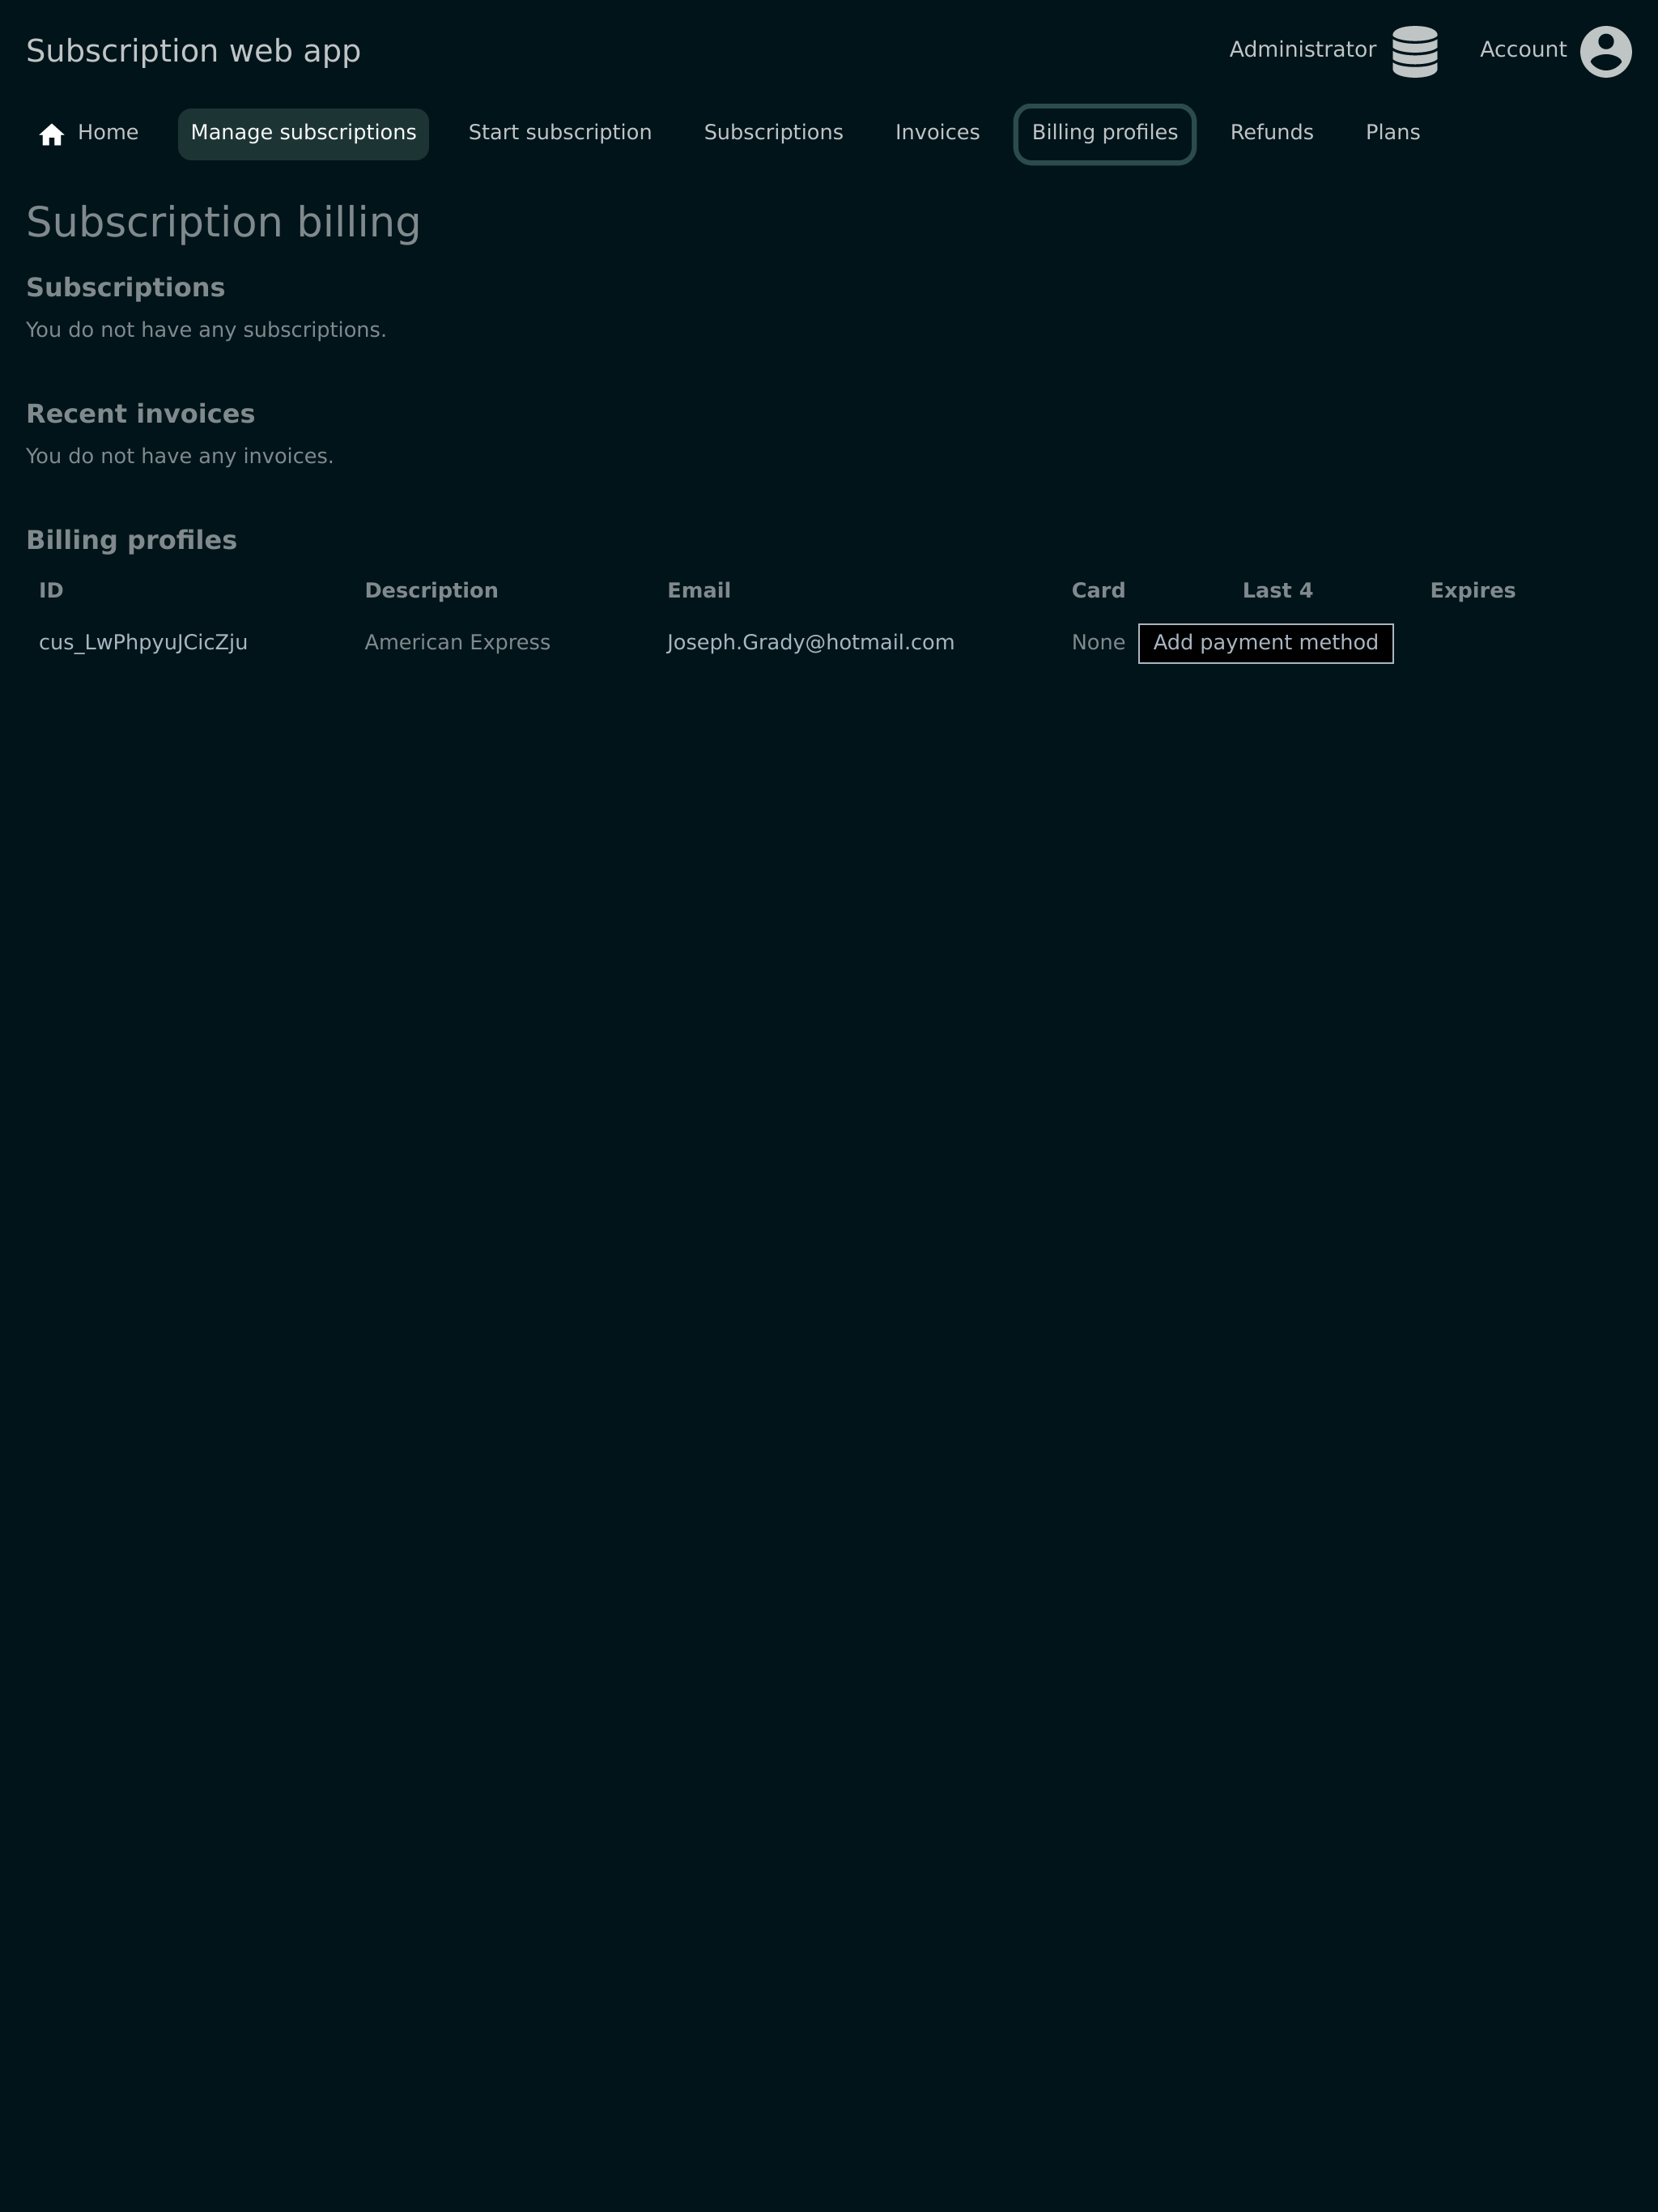 Subscription web app
Administrator
Account
Home
Manage subscriptions
Start subscription
Subscriptions
Invoices
Billing profiles
Refunds
Plans
Subscription billing
Subscriptions
You do not have any subscriptions.
Recent invoices
You do not have any invoices.
Billing profiles
ID Description Email Card Last 4 Expires
cus_LwPhpyuJCicZju American Express Joseph.Grady@hotmail.com None Add payment method